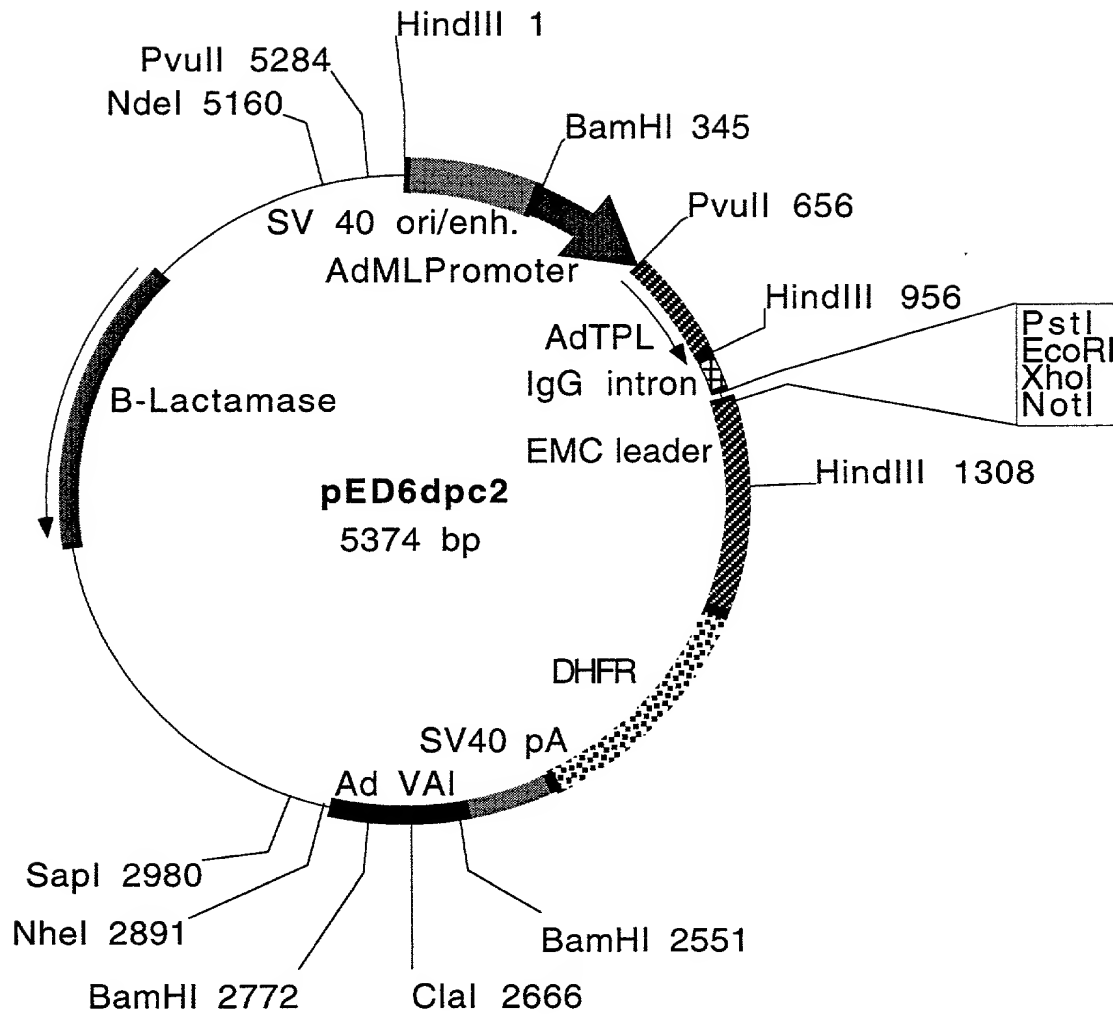 HindIII 1
PvuII 5284
NdeI 5160
BamHI 345
PvuII 656
SV 40 ori/enh.
AdMLPromoter
HindIII 956
PstI
EcoRI
XhoI
NotI
AdTPL
IgG intron
B-Lactamase
EMC leader
HindIII 1308
pED6dpc2
5374 bp
DHFR
SV40 pA
Ad VAI
SapI 2980
NheI 2891
BamHI 2551
BamHI 2772
ClaI 2666